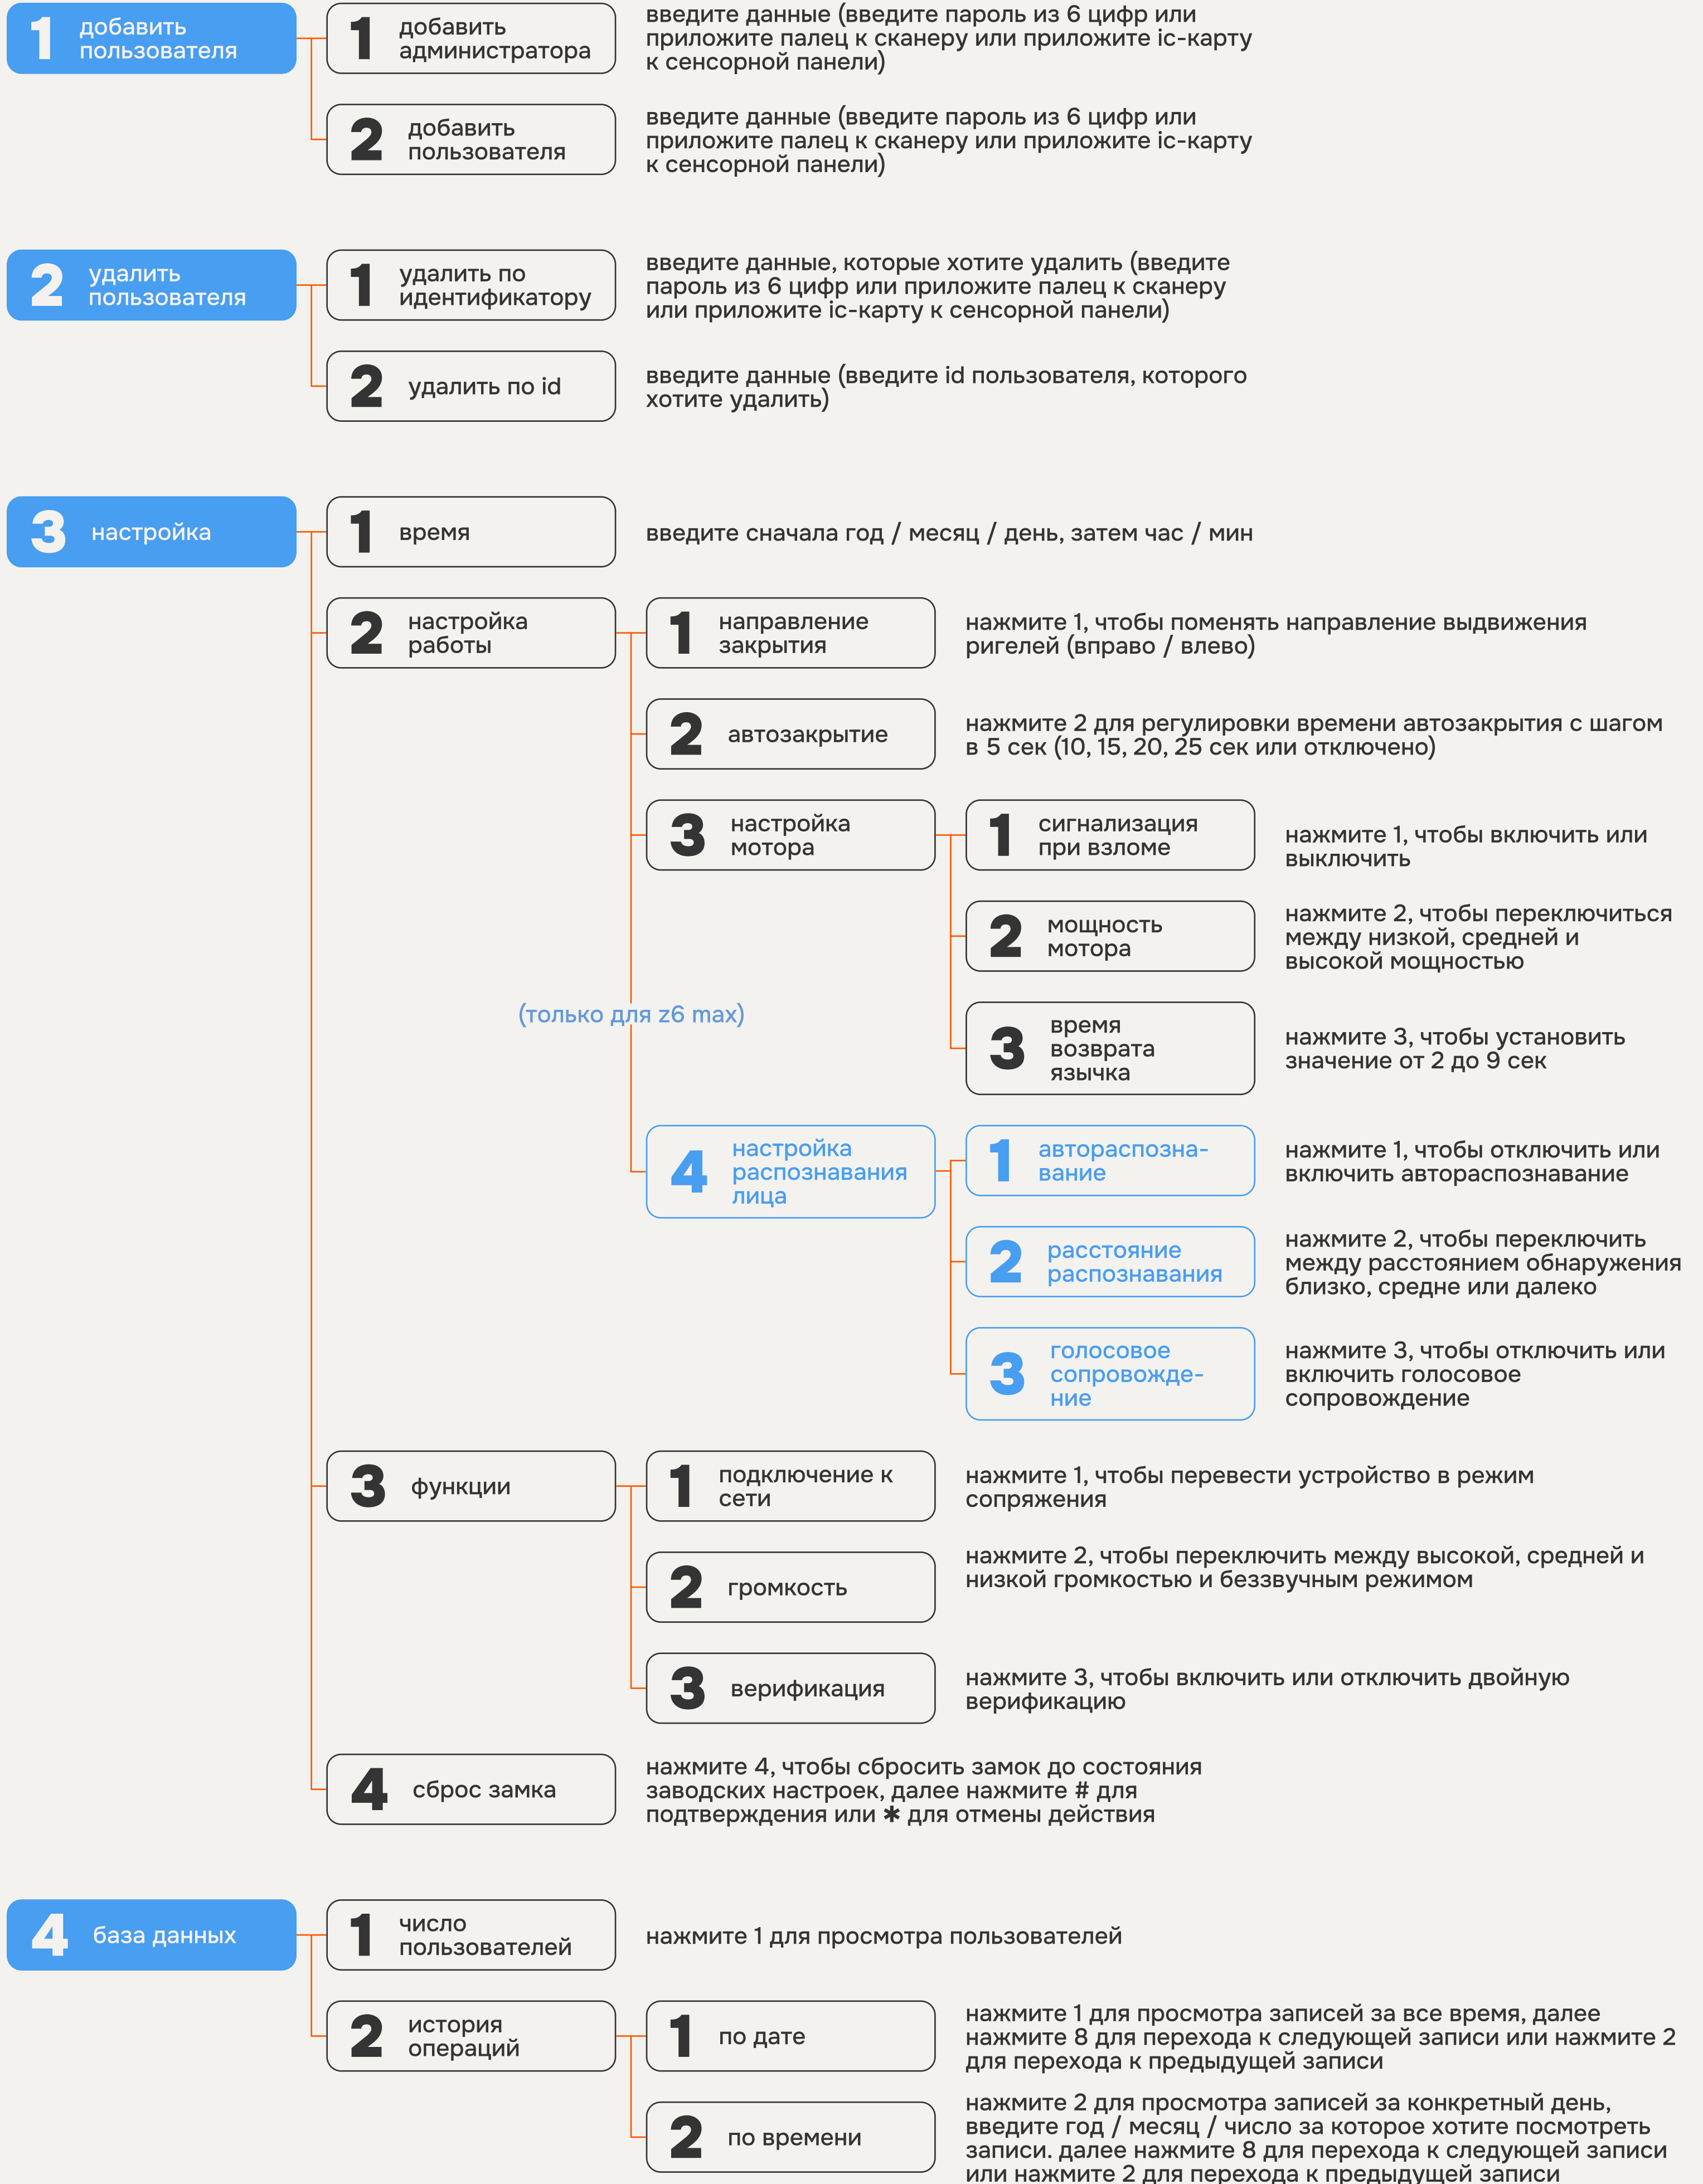 1 добавить
пользователя
1 добавить
администратора
введите данные (введите пароль из 6 цифр или
приложите палец к сканеру или приложите ic-карту
к сенсорной панели)
2 добавить
пользователя
введите данные (введите пароль из 6 цифр или
приложите палец к сканеру или приложите ic-карту
к сенсорной панели)
2 удалить
пользователя
1 удалить по
идентификатору
введите данные, которые хотите удалить (введите
пароль из 6 цифр или приложите палец к сканеру
или приложите ic-карту к сенсорной панели)
2 удалить по id
введите данные (введите id пользователя, которого
хотите удалить)
3 настройка
1 время
введите сначала год / месяц / день, затем час / мин
2 настройка
работы
1 направление
закрытия
нажмите 1, чтобы поменять направление выдвижения
ригелей (вправо / влево)
2 автозакрытие
нажмите 2 для регулировки времени автозакрытия с шагом
в 5 сек (10, 15, 20, 25 сек или отключено)
3 настройка
мотора
1 сигнализация
при взломе
нажмите 1, чтобы включить или
выключить
2 мощность
мотора
нажмите 2, чтобы переключиться
между низкой, средней и
высокой мощностью
(только для z6 max)
3 время
возврата
язычка
нажмите 3, чтобы установить
значение от 2 до 9 сек
4 настройка
распознавания
лица
1 автораспозна-
вание
нажмите 1, чтобы отключить или
включить автораспознавание
2 расстояние
распознавания
нажмите 2, чтобы переключить
между расстоянием обнаружения
близко, средне или далеко
3 голосовое
сопровожде-
ние
нажмите 3, чтобы отключить или
включить голосовое
сопровождение
3 функции
1 подключение к
сети
нажмите 1, чтобы перевести устройство в режим
сопряжения
2 громкость
нажмите 2, чтобы переключить между высокой, средней и
низкой громкостью и беззвучным режимом
3 верификация
нажмите 3, чтобы включить или отключить двойную
верификацию
4 сброс замка
нажмите 4, чтобы сбросить замок до состояния
заводских настроек, далее нажмите # для
подтверждения или ✱ для отмены действия
4 база данных
1 число
пользователей
нажмите 1 для просмотра пользователей
2 история
операций
1 по дате
нажмите 1 для просмотра записей за все время, далее
нажмите 8 для перехода к следующей записи или нажмите 2
для перехода к предыдущей записи
2 по времени
нажмите 2 для просмотра записей за конкретный день,
введите год / месяц / число за которое хотите посмотреть
записи. далее нажмите 8 для перехода к следующей записи
или нажмите 2 для перехода к предыдущей записи